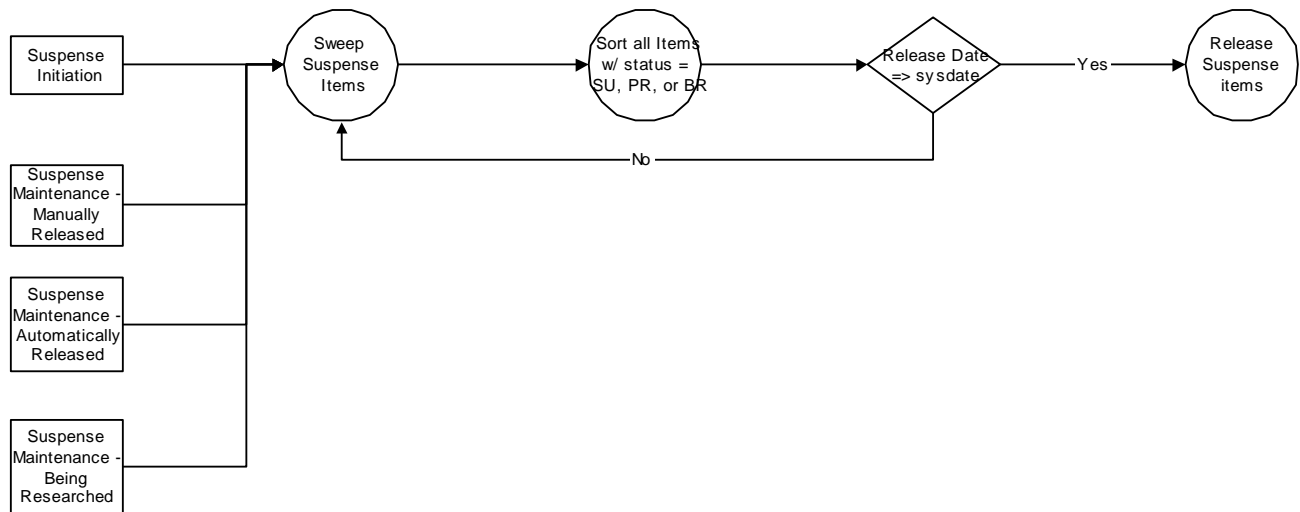 Suspense
Initiation
Sweep
Suspense
Items
Sort all Items
w/ status =
SU, PR, or BR
Release Date
=> sysdate
Yes
Release
Suspense
items
No
Suspense
Maintenance -
Manually
Released
Suspense
Maintenance -
Automatically
Released
Suspense
Maintenance -
Being
Researched